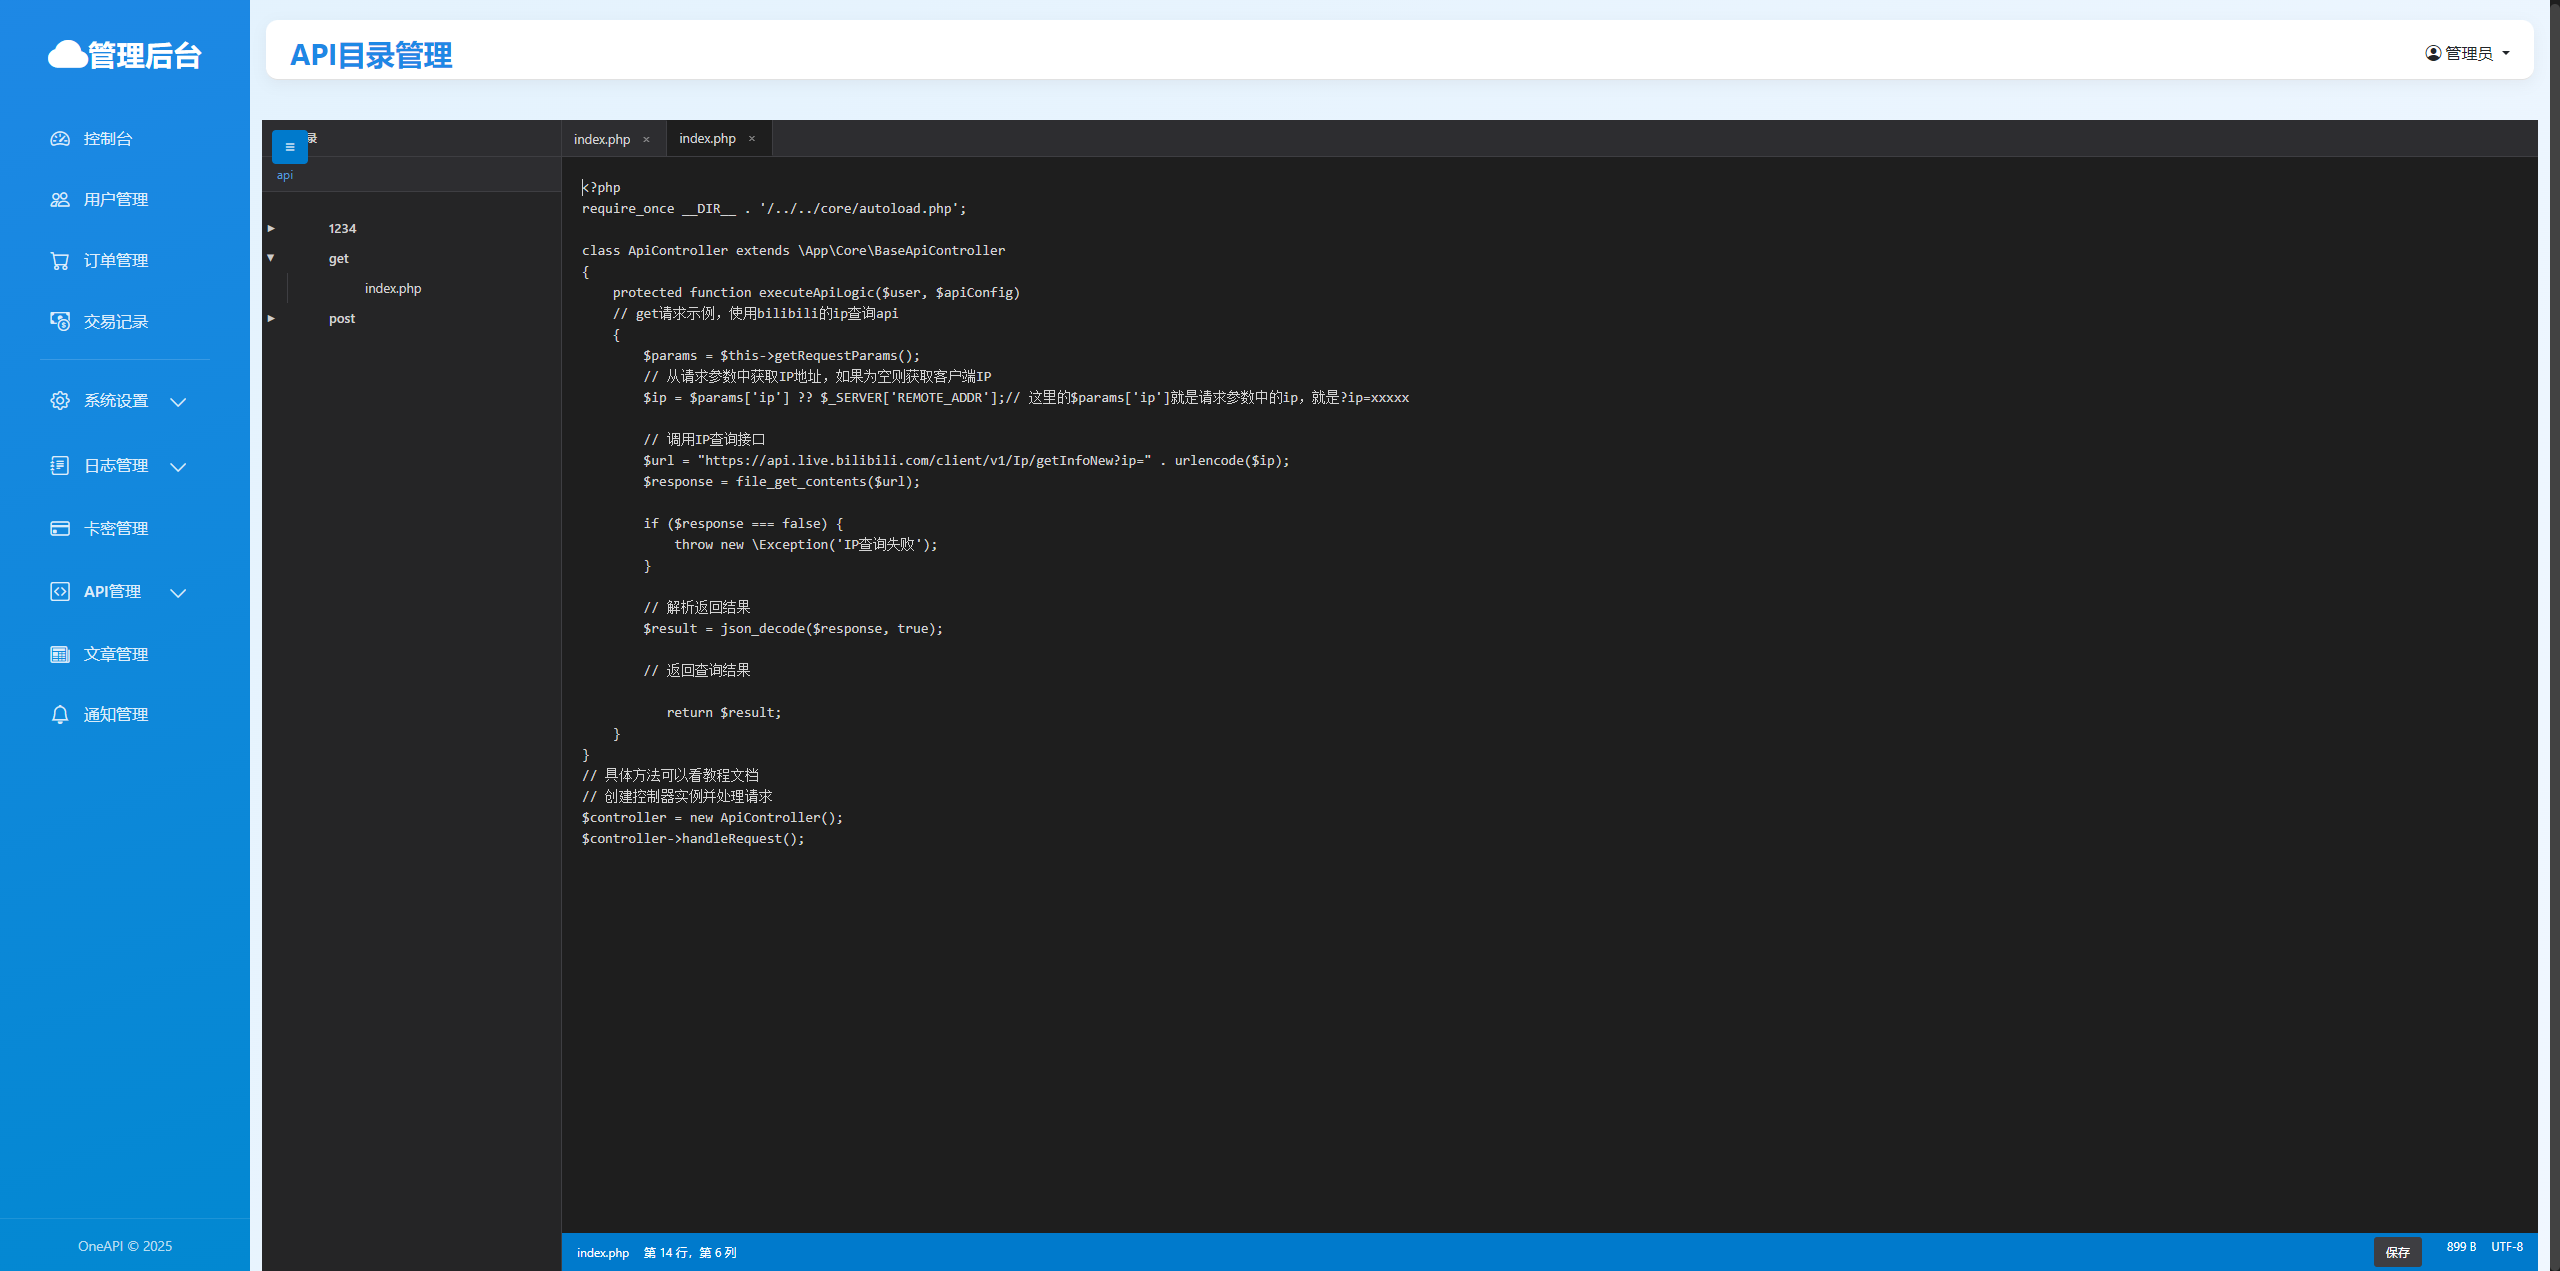 管理后台
控制台
用户管理
订单管理
交易记录
系统设置
日志管理
卡密管理
API管理
文章管理
通知管理
OneAPI © 2025
API目录管理
管理员
录
api
1234
get
index.php
post
index.php ×
index.php ×
<?php
require_once __DIR__ . '/../../core/autoload.php';
class ApiController extends \App\Core\BaseApiController
{
    protected function executeApiLogic($user, $apiConfig)
    // get请求示例，使用bilibili的ip查询api
    {
        $params = $this->getRequestParams();
        // 从请求参数中获取IP地址，如果为空则获取客户端IP
        $ip = $params['ip'] ?? $_SERVER['REMOTE_ADDR'];// 这里的$params['ip']就是请求参数中的ip，就是?ip=xxxxx
        // 调用IP查询接口
        $url = "https://api.live.bilibili.com/client/v1/Ip/getInfoNew?ip=" . urlencode($ip);
        $response = file_get_contents($url);
        if ($response === false) {
            throw new \Exception('IP查询失败');
        }
        // 解析返回结果
        $result = json_decode($response, true);
        // 返回查询结果
           return $result;
    }
}
// 具体方法可以看教程文档
// 创建控制器实例并处理请求
$controller = new ApiController();
$controller->handleRequest();
index.php 第 14 行，第 6 列
保存 899 B UTF-8